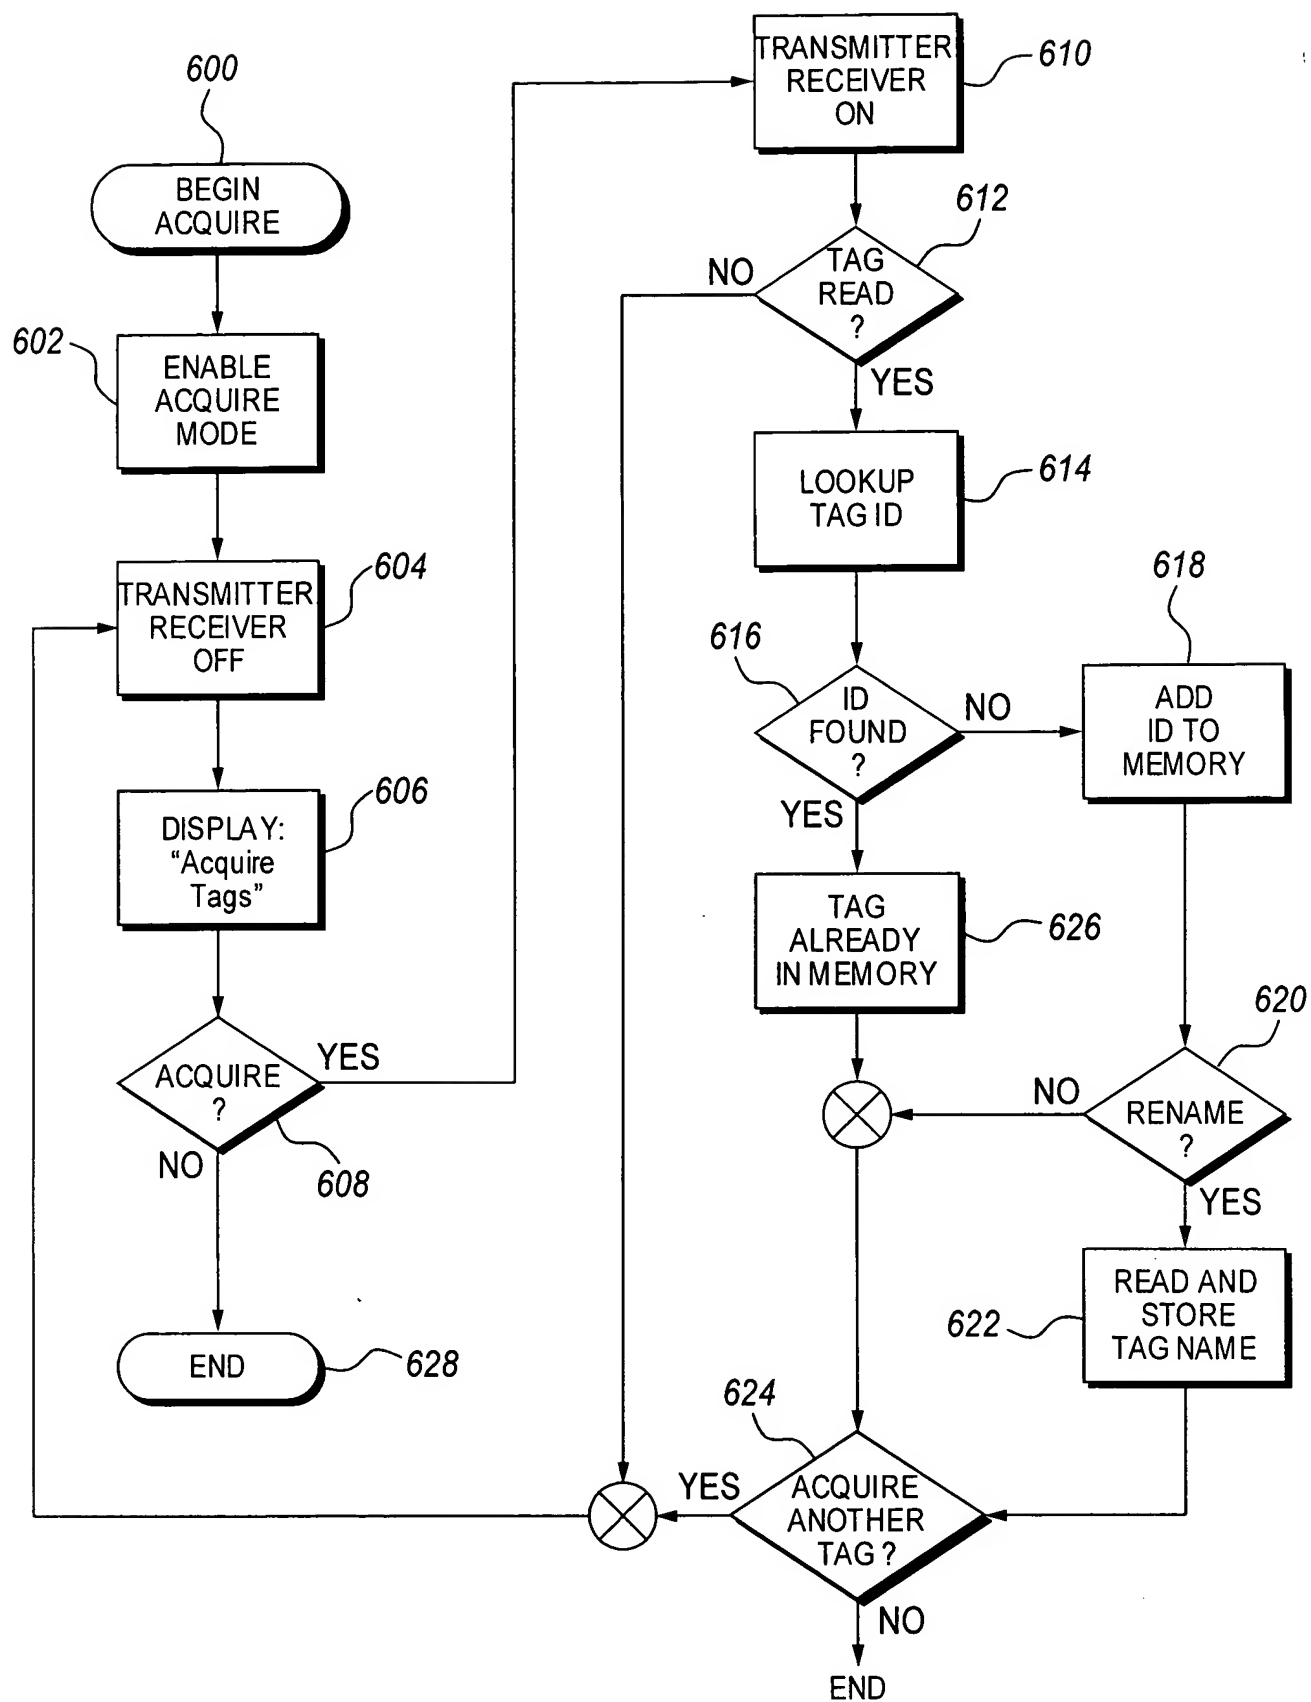 600
BEGIN
ACQUIRE
602
ENABLE
ACQUIRE
MODE
604
TRANSMITTER
RECEIVER
OFF
606
DISPLAY:
"Acquire
Tags"
ACQUIRE
?
YES
NO
608
END
628
TRANSMITTER
RECEIVER
ON
610
612
TAG
READ
?
NO
YES
LOOKUP
TAG ID
614
616
ID
FOUND
?
NO
YES
618
ADD
ID TO
MEMORY
TAG
ALREADY
IN MEMORY
626
620
RENAME
?
NO
YES
READ AND
STORE
TAG NAME
622
624
ACQUIRE
ANOTHER
TAG ?
YES
NO
END